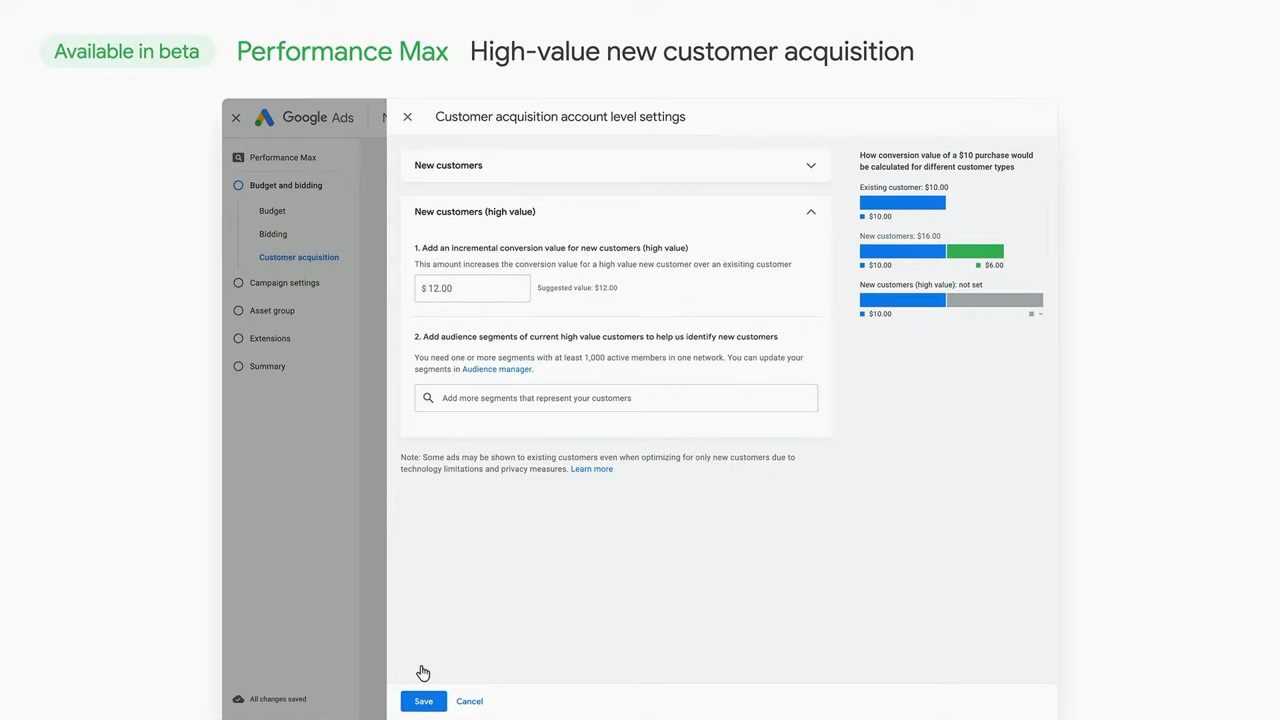 Available in beta
Performance Max
High-value new customer acquisition
Google Ads
N
Performance Max
Budget and bidding
Budget
Bidding
Customer acquisition
Campaign settings
Asset group
Extensions
Summary
All changes saved
Customer acquisition account level settings
New customers
New customers (high value)
1. Add an incremental conversion value for new customers (high value)
This amount increases the conversion value for a high value new customer over an exisiting customer
$ 12.00
Suggested value: $12.00
2. Add audience segments of current high value customers to help us identify new customers
You need one or more segments with at least 1,000 active members in one network. You can update your
segments in Audience manager.
Add more segments that represent your customers
Note: Some ads may be shown to existing customers even when optimizing for only new customers due to
technology limitations and privacy measures. Learn more
Save
Cancel
How conversion value of a $10 purchase would
be calculated for different customer types
Existing customer: $10.00
$10.00
New customers: $16.00
$10.00
$6.00
New customers (high value): not set
$10.00
–